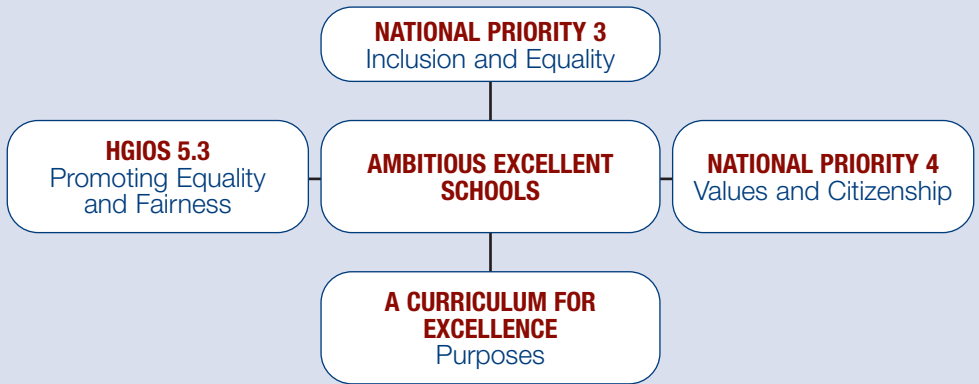 NATIONAL PRIORITY 3
Inclusion and Equality
HGIOS 5.3
Promoting Equality
and Fairness
AMBITIOUS EXCELLENT
SCHOOLS
NATIONAL PRIORITY 4
Values and Citizenship
A CURRICULUM FOR
EXCELLENCE
Purposes